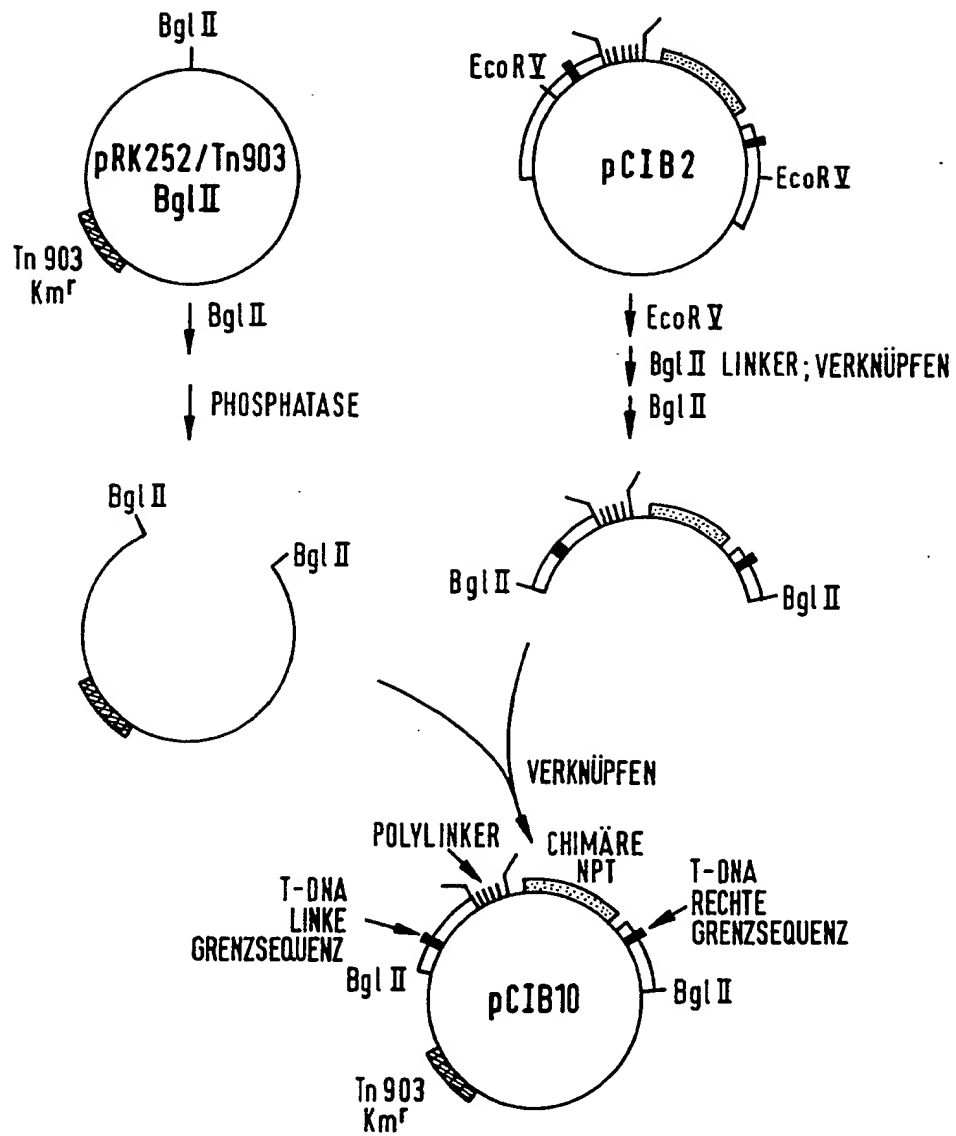 Bgl II
pRK252/Tn903
Bgl II
Tn 903
Kmr
Bgl II
PHOSPHATASE
EcoR V
pCIB2
EcoR V
EcoR V
Bgl II LINKER; VERKNÜPFEN
Bgl II
Bgl II
Bgl II
Bgl II
Bgl II
VERKNÜPFEN
POLYLINKER
CHIMÄRE
NPT
T-DNA
LINKE
GRENZSEQUENZ
T-DNA
RECHTE
GRENZSEQUENZ
Bgl II
Bgl II
pCIB10
Tn 903
Kmr